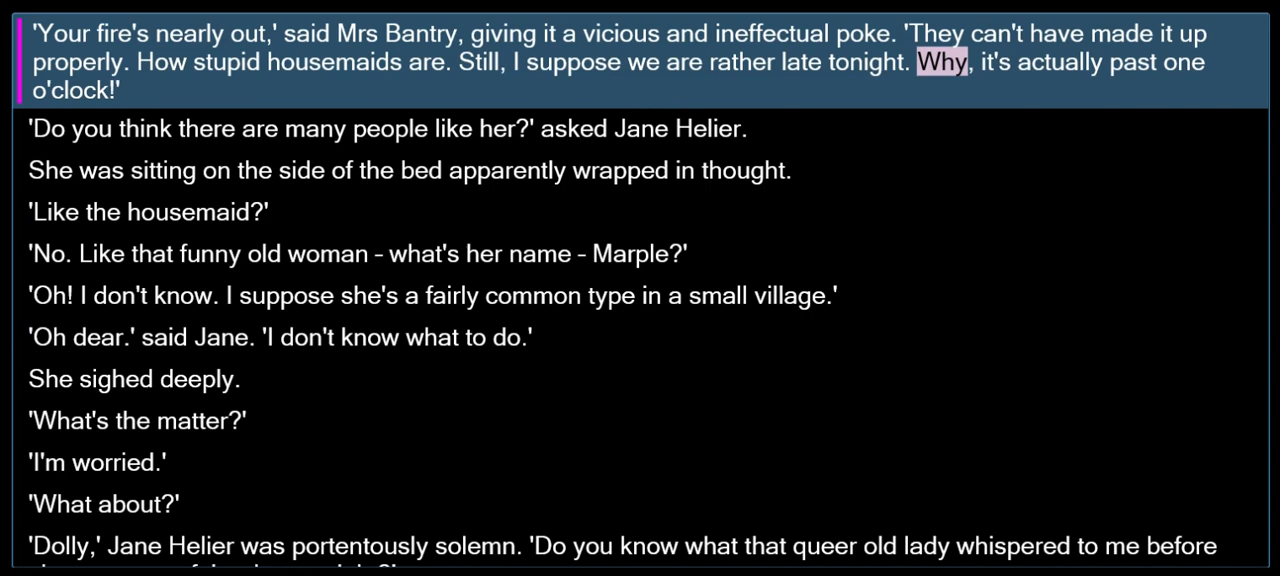 'Your fire's nearly out,' said Mrs Bantry, giving it a vicious and ineffectual poke. 'They can't have made it up
properly. How stupid housemaids are. Still, I suppose we are rather late tonight. Why, it's actually past one
o'clock!'
'Do you think there are many people like her?' asked Jane Helier.
She was sitting on the side of the bed apparently wrapped in thought.
'Like the housemaid?'
'No. Like that funny old woman - what's her name - Marple?'
'Oh! I don't know. I suppose she's a fairly common type in a small village.'
'Oh dear.' said Jane. 'I don't know what to do.'
She sighed deeply.
'What's the matter?'
'I'm worried.'
'What about?'
'Dolly,' Jane Helier was portentously solemn. 'Do you know what that queer old lady whispered to me before